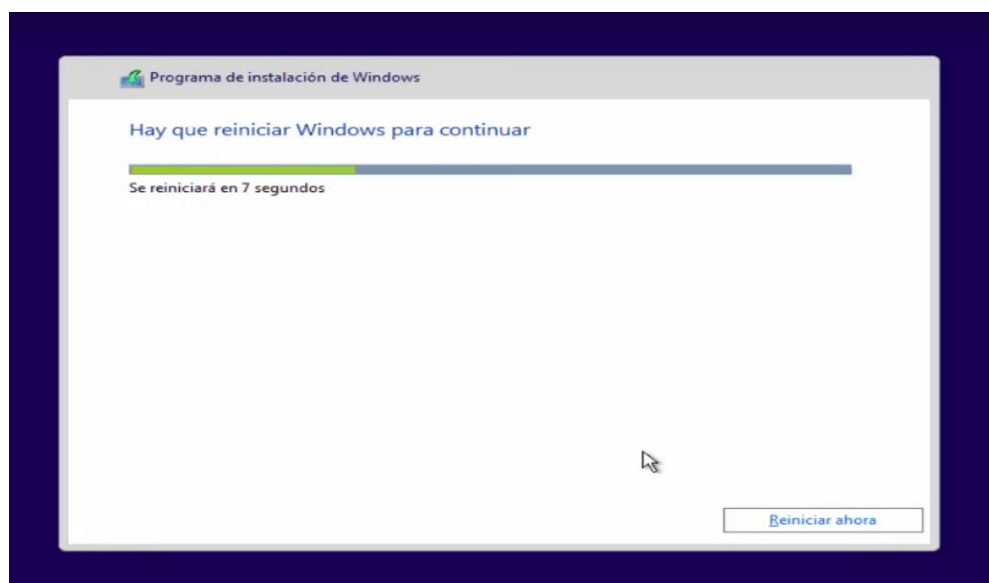 Programa de instalación de Windows
Hay que reiniciar Windows para continuar
Se reiniciará en 7 segundos
Reiniciar ahora